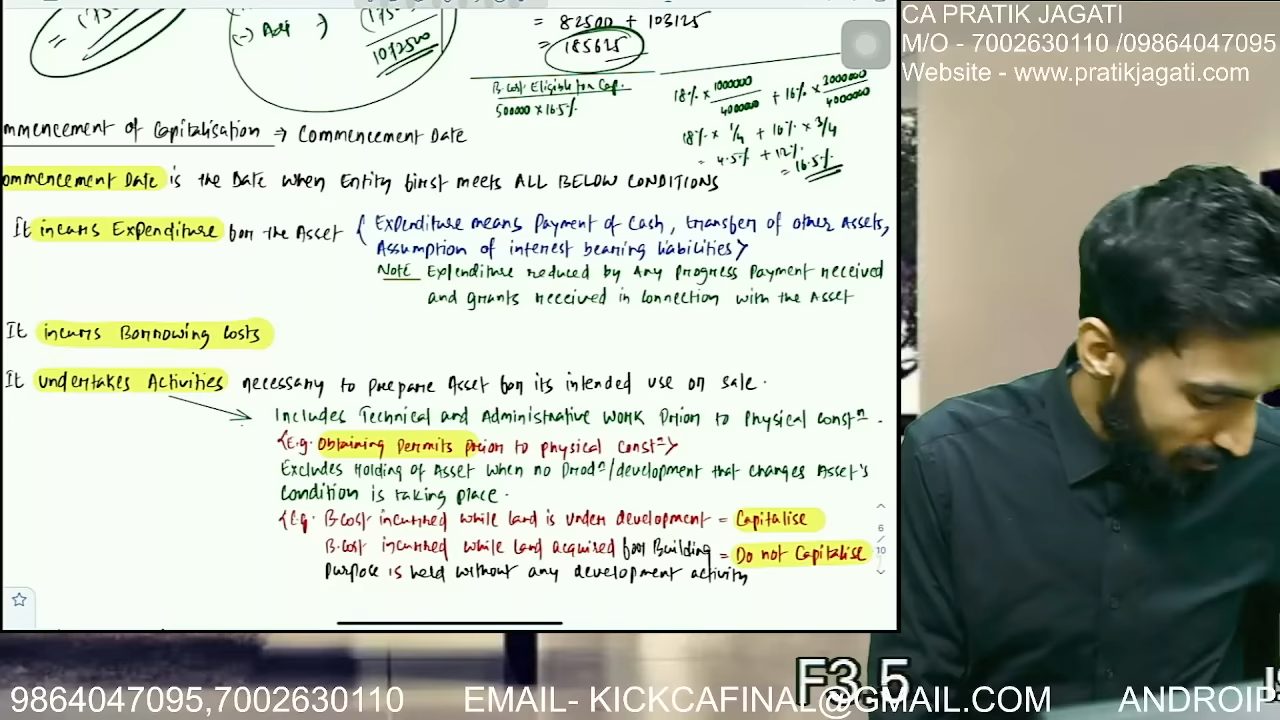 = 82500 + 103125
= 185625
(-) Adj
1012500
B. Cost Eligible for Cap.
500000 × 16.5%
18% × 1000000/4000000 + 16% × 3000000/4000000
18% × 1/4 + 16% × 3/4
= 4.5% + 12%
= 16.5%
mmencement of Capitalisation → Commencement Date
ommencement Date is the Date when Entity first meets ALL BELOW CONDITIONS
It incurs Expenditure for the Asset { Expenditure means Payment of Cash, transfer of other Assets,
Assumption of interest bearing liabilities }
Note Expenditure reduced by Any Progress Payment received
and grants received in connection with the Asset
It incurs Borrowing Costs
It undertakes Activities necessary to prepare Asset for its intended use or sale.
Includes Technical and Administrative work Prior to Physical constn.
{E.g. Obtaining Permits prior to physical constn}
Excludes Holding of Asset when no Prodn/development that changes Asset's
Condition is taking place.
{Eg. B.Cost incurred while land is under development = Capitalise
B.Cost incurred while land acquired for Building = Do not Capitalise
purpose is held without any development activity
6
/
10
CA PRATIK JAGATI
M/O - 7002630110 /09864047095
Website - www.pratikjagati.com
F3.5
9864047095,7002630110 EMAIL- KICKCAFINAL@GMAIL.COM ANDROIP